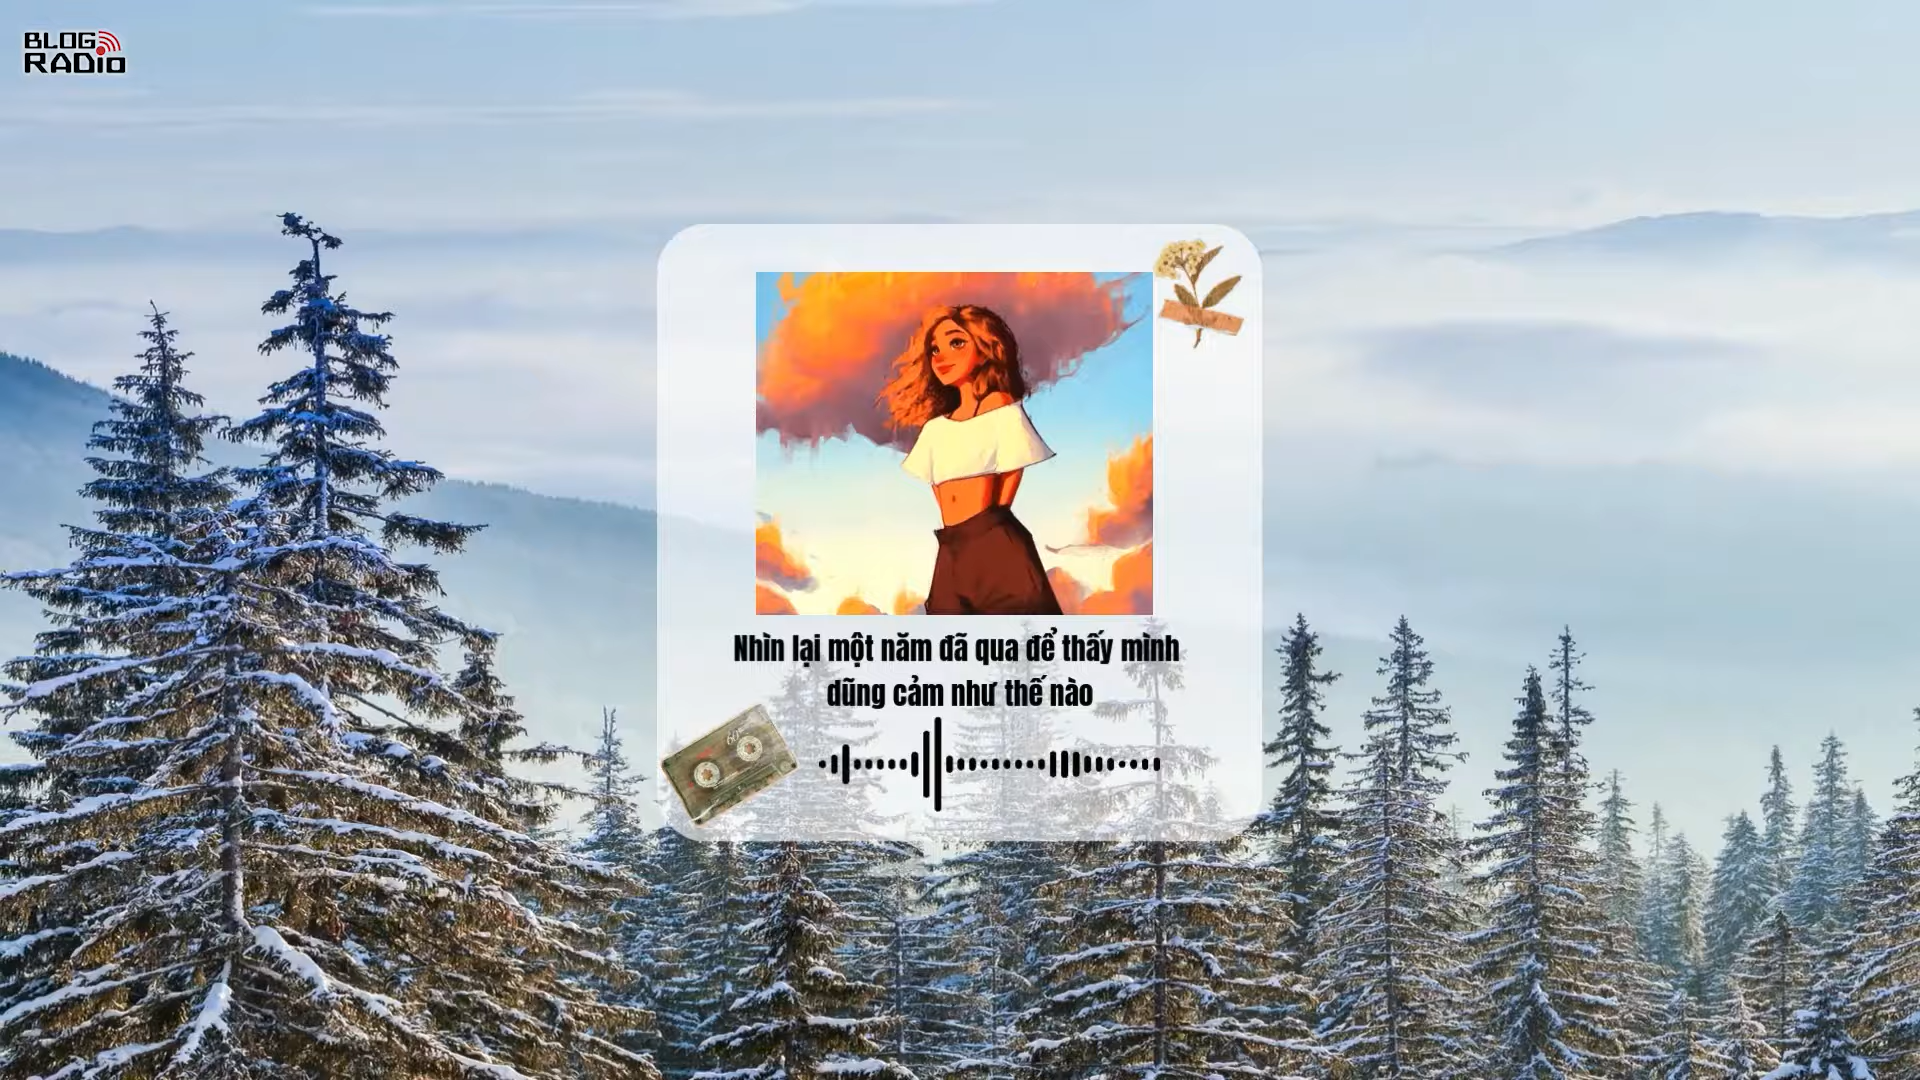 BLOG
RADIO
Nhìn lại một năm đã qua để thấy mình
dũng cảm như thế nào